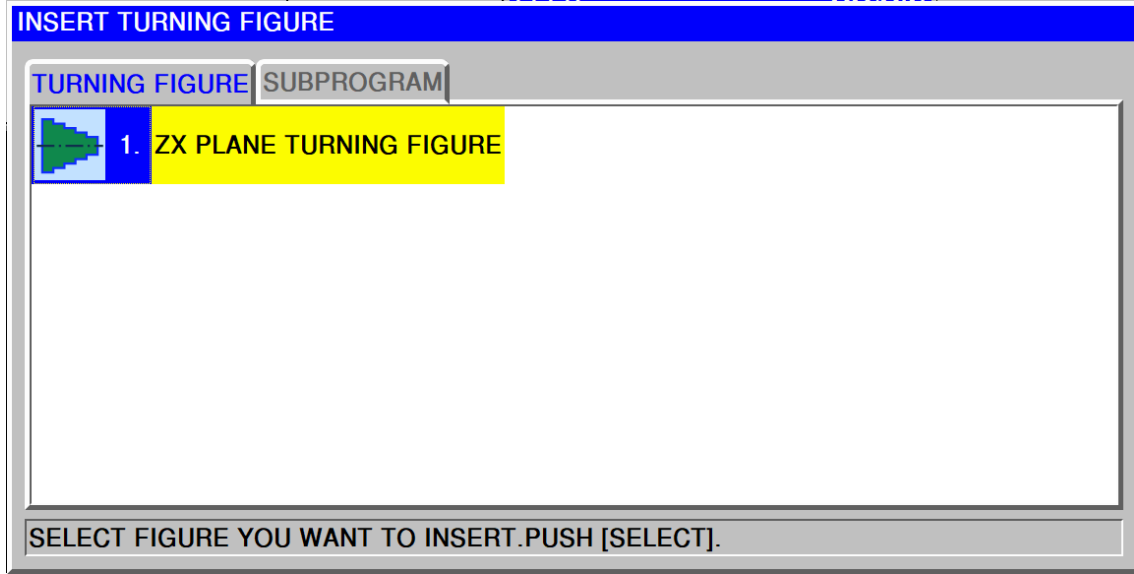 INSERT TURNING FIGURE
TURNING FIGURE SUBPROGRAM
1. ZX PLANE TURNING FIGURE
SELECT FIGURE YOU WANT TO INSERT.PUSH [SELECT].